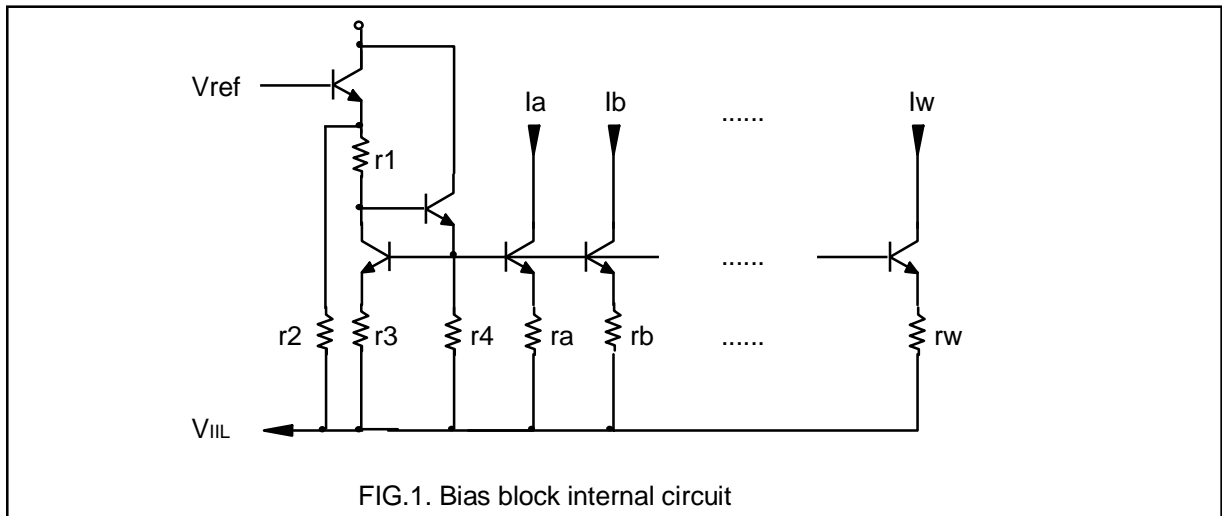 Vref
Ia Ib ...... Iw
r1
r2 r3 r4 ra rb ...... rw
......
VIIL
FIG.1. Bias block internal circuit